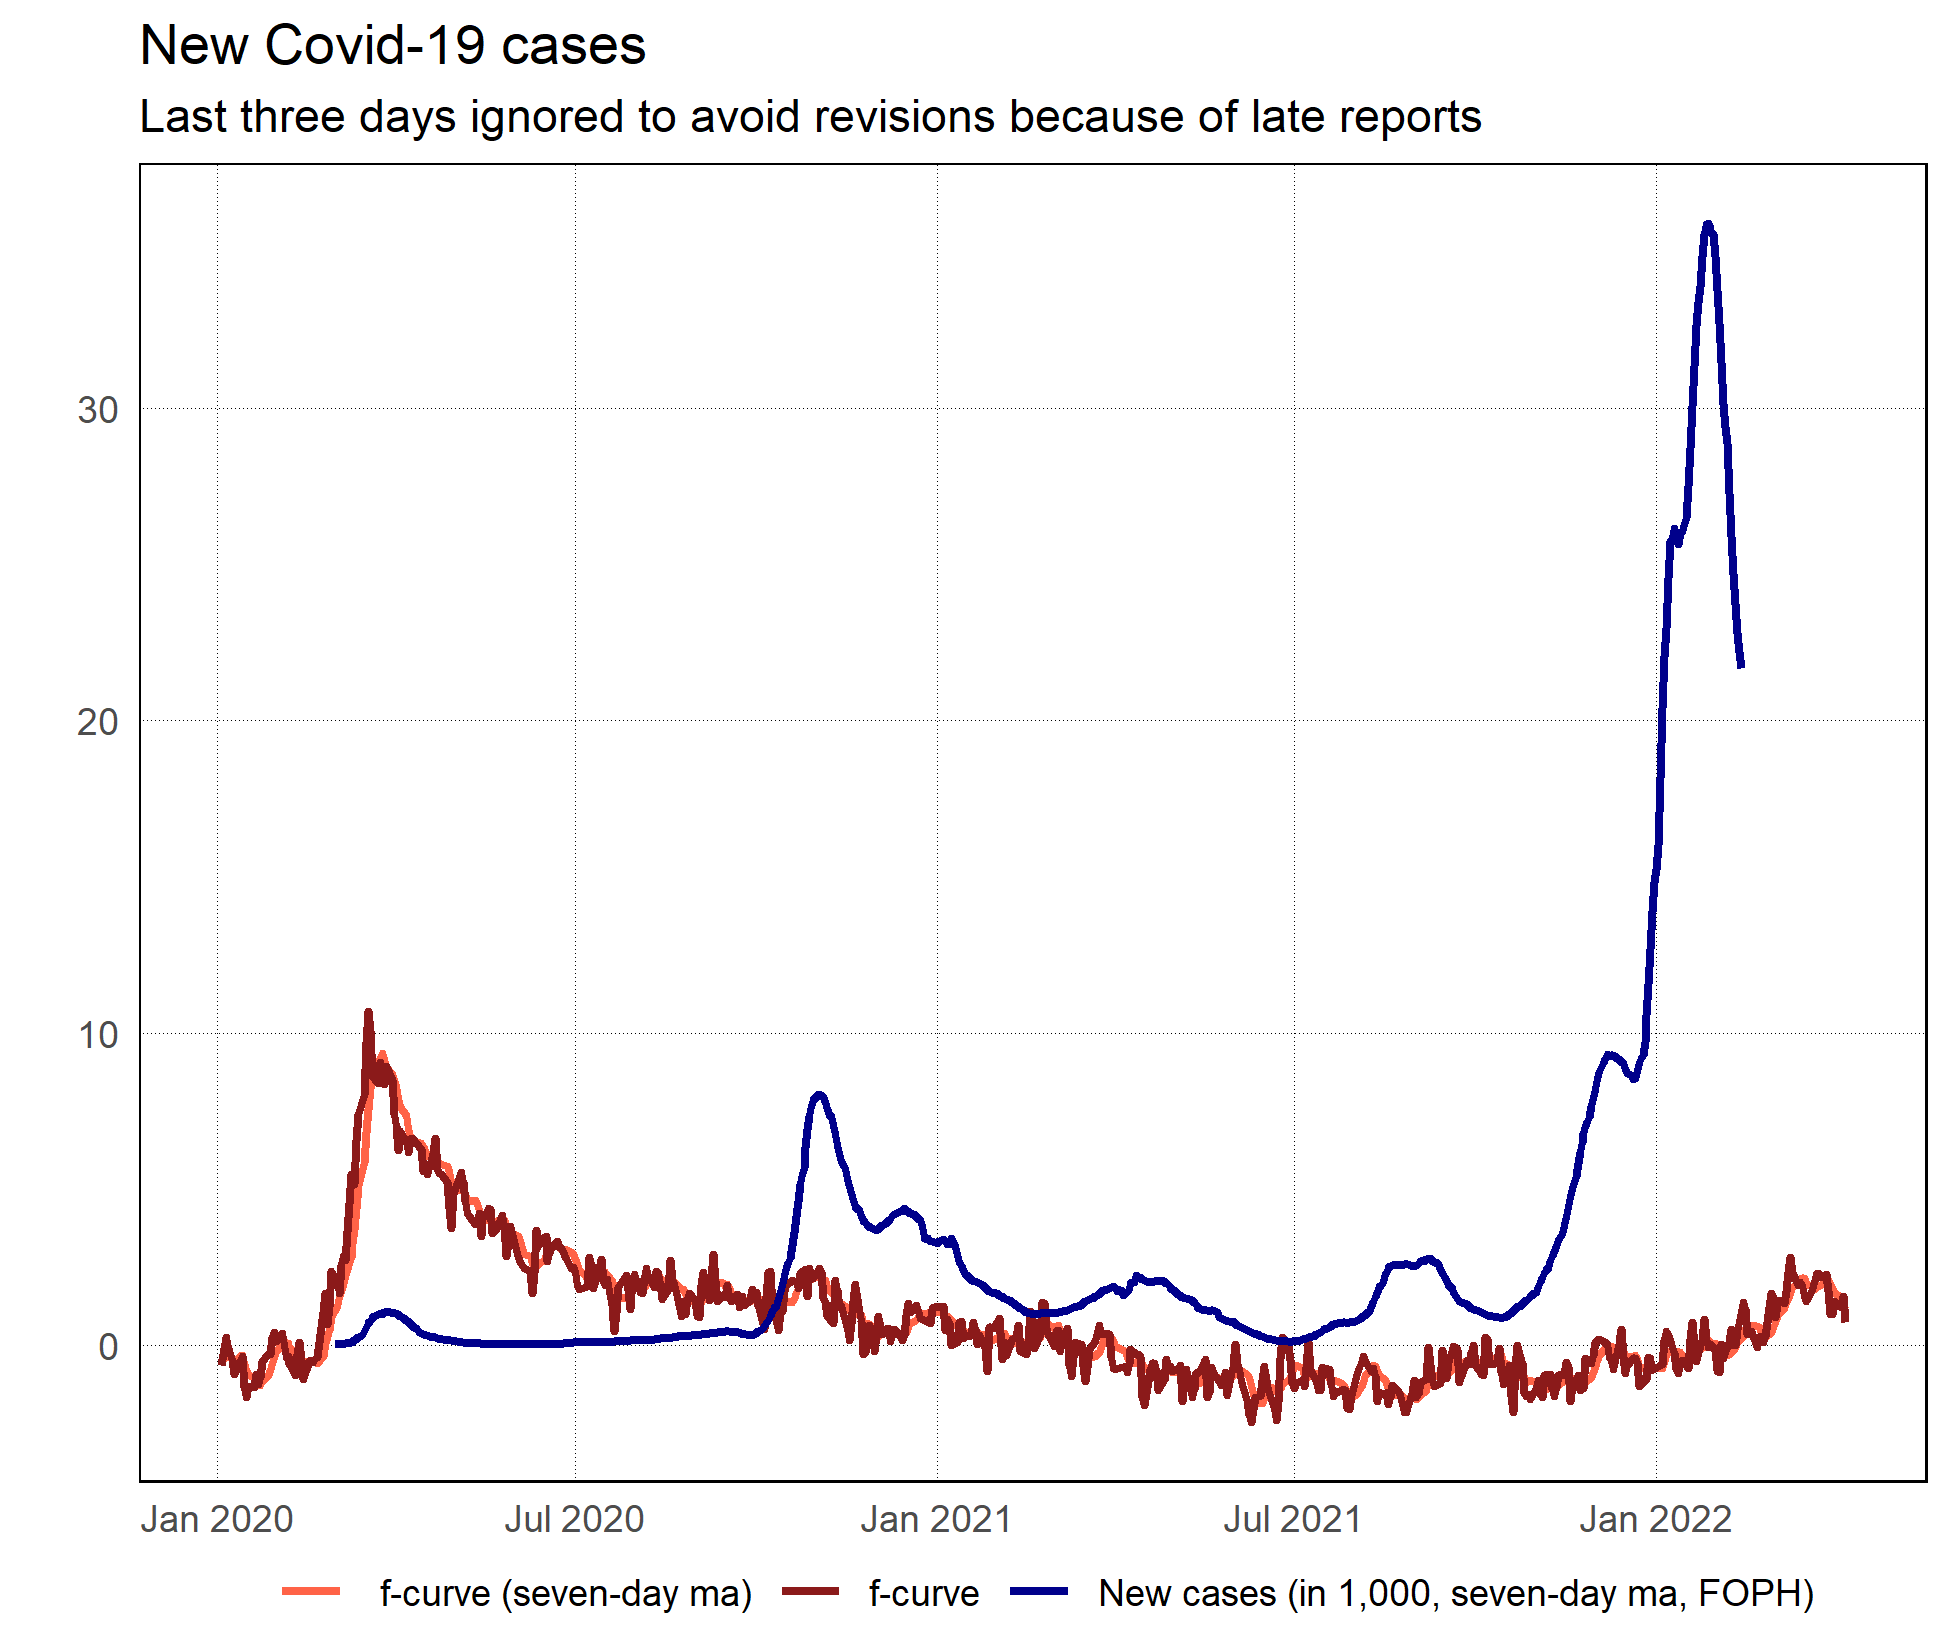 New Covid-19 cases
Last three days ignored to avoid revisions because of late reports
30
20
10
0
Jan 2020 Jul 2020 Jan 2021 Jul 2021 Jan 2022
f-curve (seven-day ma) f-curve New cases (in 1,000, seven-day ma, FOPH)